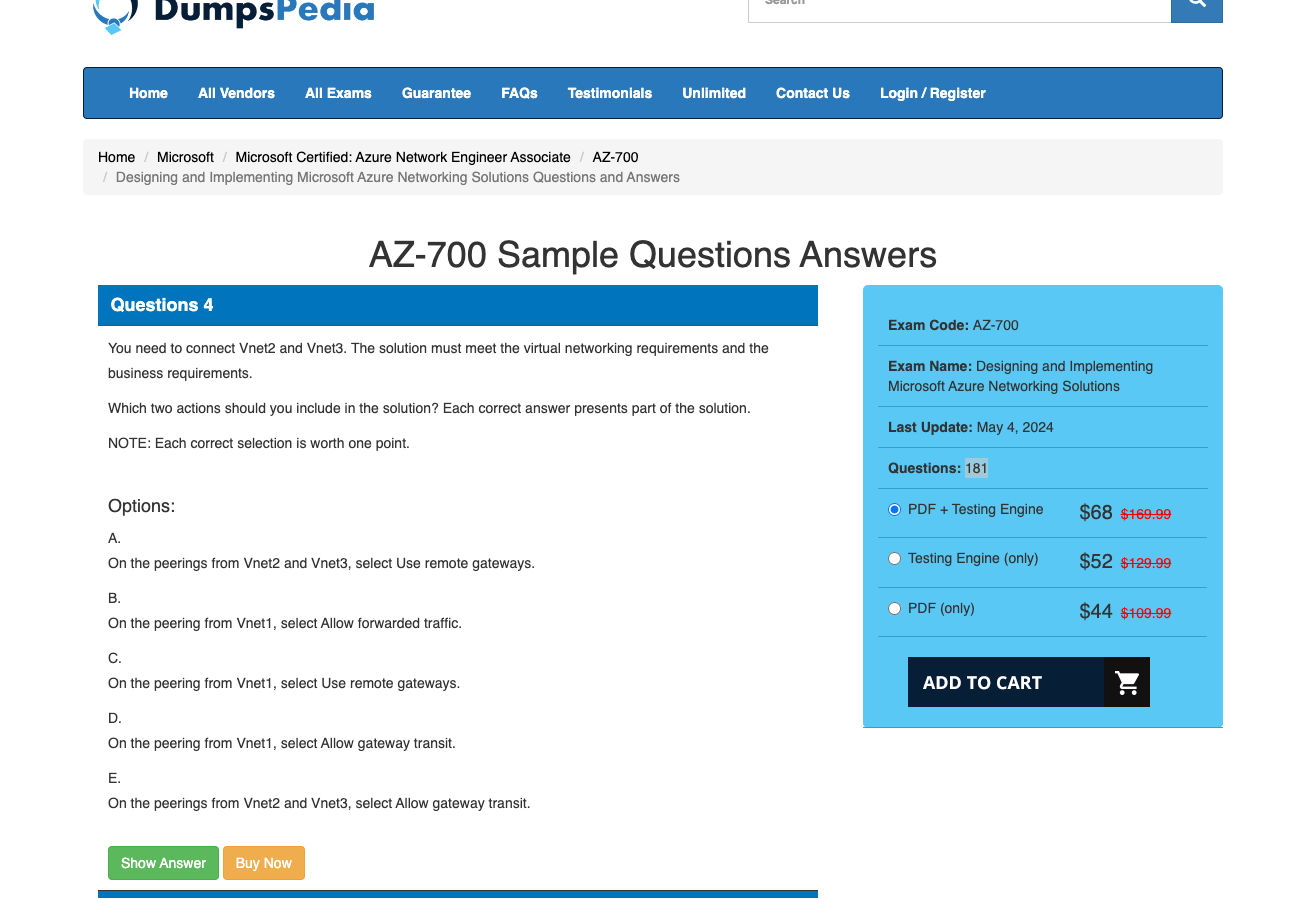 DumpsPedia
Search
Home All Vendors All Exams Guarantee FAQs Testimonials Unlimited Contact Us Login / Register
Home / Microsoft / Microsoft Certified: Azure Network Engineer Associate / AZ-700
/ Designing and Implementing Microsoft Azure Networking Solutions Questions and Answers
AZ-700 Sample Questions Answers
Questions 4
You need to connect Vnet2 and Vnet3. The solution must meet the virtual networking requirements and the
business requirements.
Which two actions should you include in the solution? Each correct answer presents part of the solution.
NOTE: Each correct selection is worth one point.
Options:
A.
On the peerings from Vnet2 and Vnet3, select Use remote gateways.
B.
On the peering from Vnet1, select Allow forwarded traffic.
C.
On the peering from Vnet1, select Use remote gateways.
D.
On the peering from Vnet1, select Allow gateway transit.
E.
On the peerings from Vnet2 and Vnet3, select Allow gateway transit.
Show Answer Buy Now
Exam Code: AZ-700
Exam Name: Designing and Implementing
Microsoft Azure Networking Solutions
Last Update: May 4, 2024
Questions: 181
PDF + Testing Engine $68 $169.99
Testing Engine (only) $52 $129.99
PDF (only) $44 $109.99
ADD TO CART